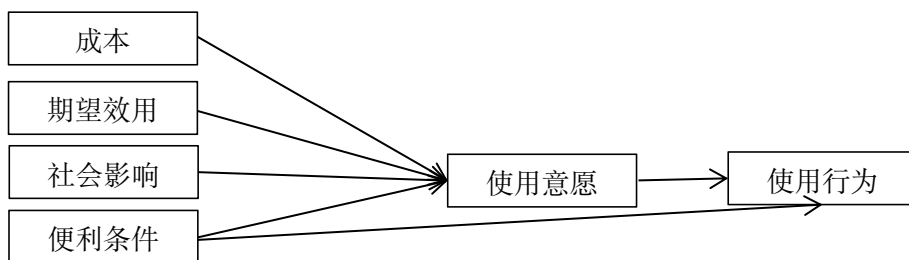 成本
期望效用
社会影响
便利条件
使用意愿
使用行为